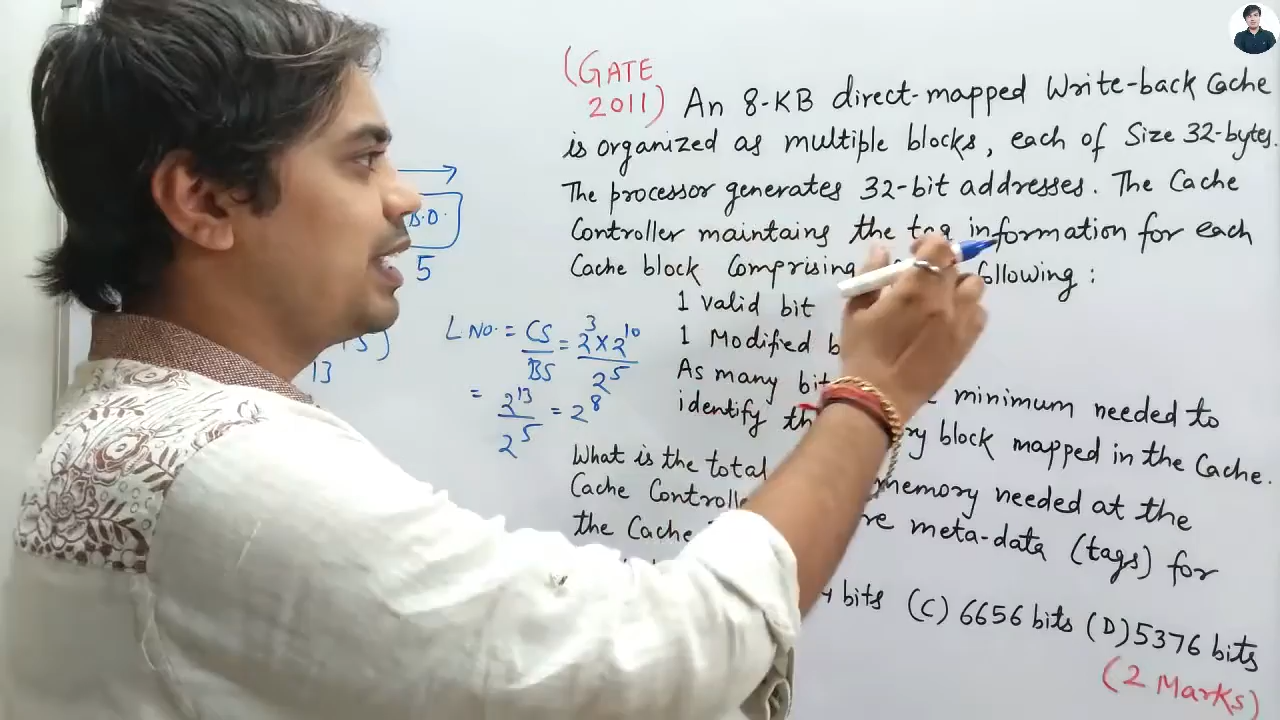 (GATE
2011) An 8-KB direct-mapped Write-back Cache
is organized as multiple blocks, each of Size 32-bytes.
The processor generates 32-bit addresses. The Cache
Controller maintains the tag information for each
Cache block Comprising following :
1 Valid bit
1 Modified b
As many bit minimum needed to
identify th ry block mapped in the Cache.
What is the total memory needed at the
Cache Controlle
the Cache re meta-data (tags) for
bits (C) 6656 bits (D) 5376 bits
(2 Marks)
B.O.
5
)
13
L No. = CS/BS = 2^3 x 2^10 / 2^5
= 2^13 / 2^5 = 2^8